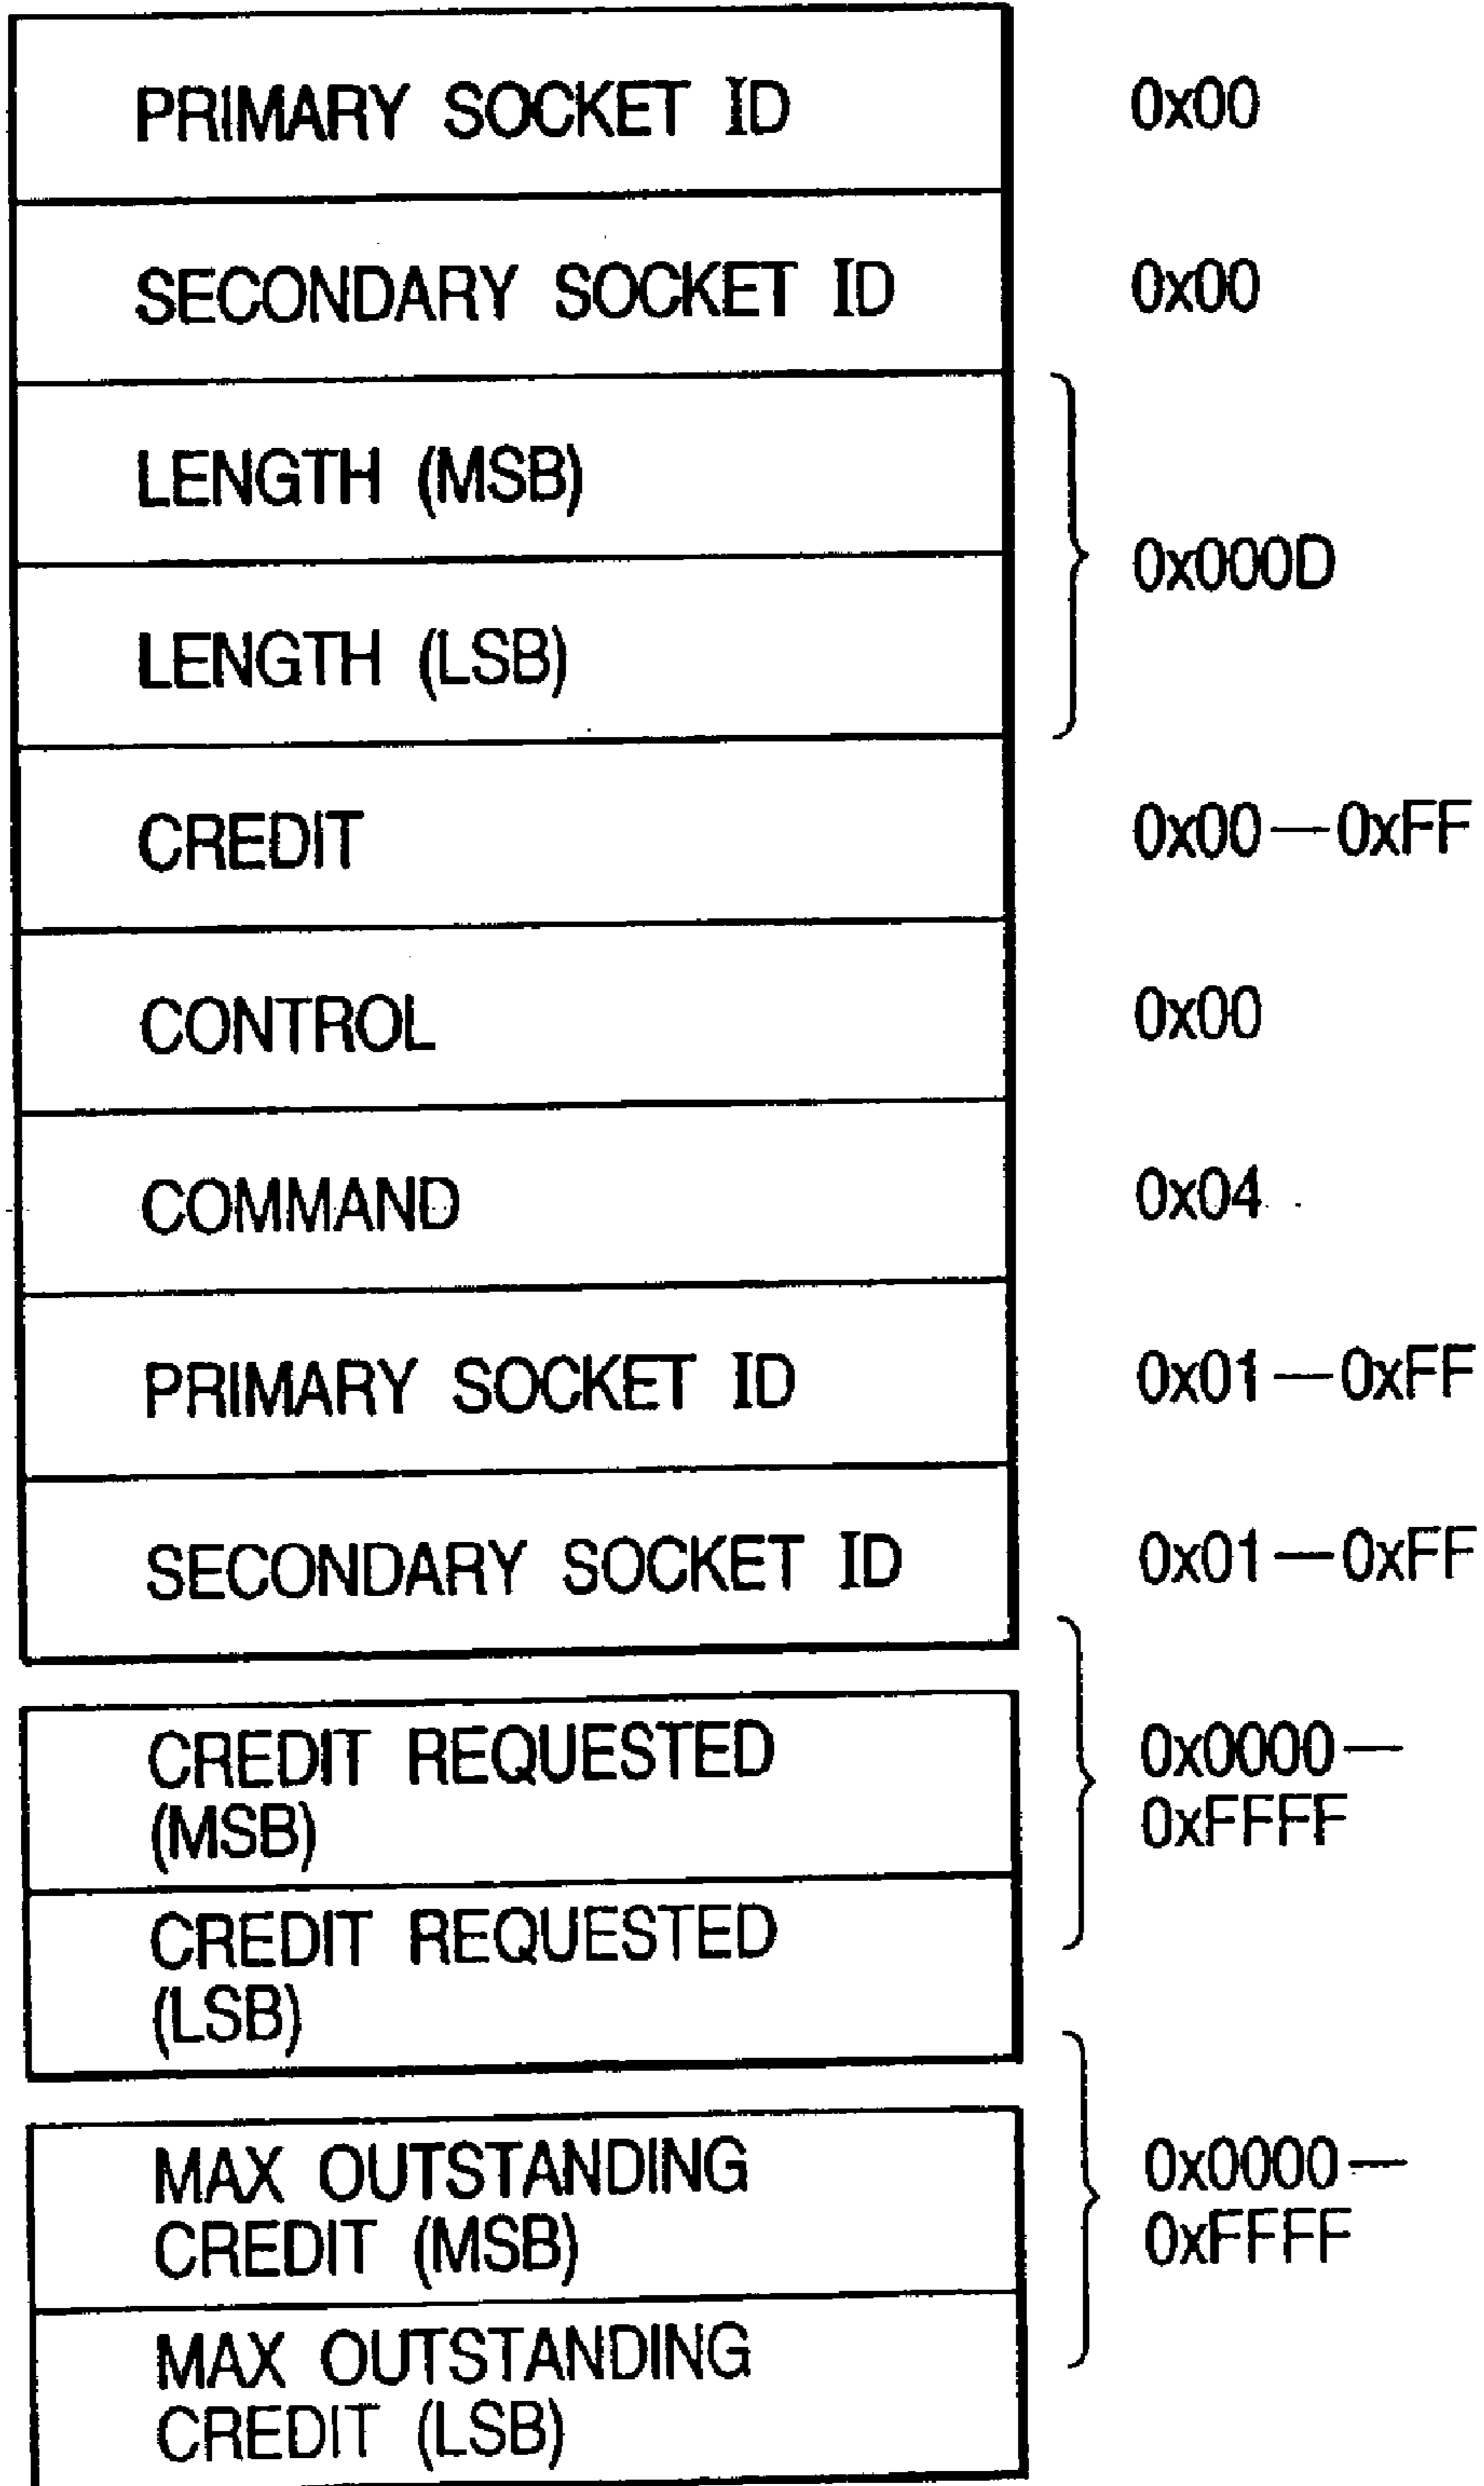 PRIMARY SOCKET ID 0x00
SECONDARY SOCKET ID 0x00
LENGTH (MSB)
0x000D
LENGTH (LSB)
CREDIT 0x00—0xFF
CONTROL 0x00
COMMAND 0x04
PRIMARY SOCKET ID 0x01—0xFF
SECONDARY SOCKET ID 0x01—0xFF
CREDIT REQUESTED
(MSB)
0x0000—
0xFFFF
CREDIT REQUESTED
(LSB)
MAX OUTSTANDING
CREDIT (MSB)
0x0000—
0xFFFF
MAX OUTSTANDING
CREDIT (LSB)